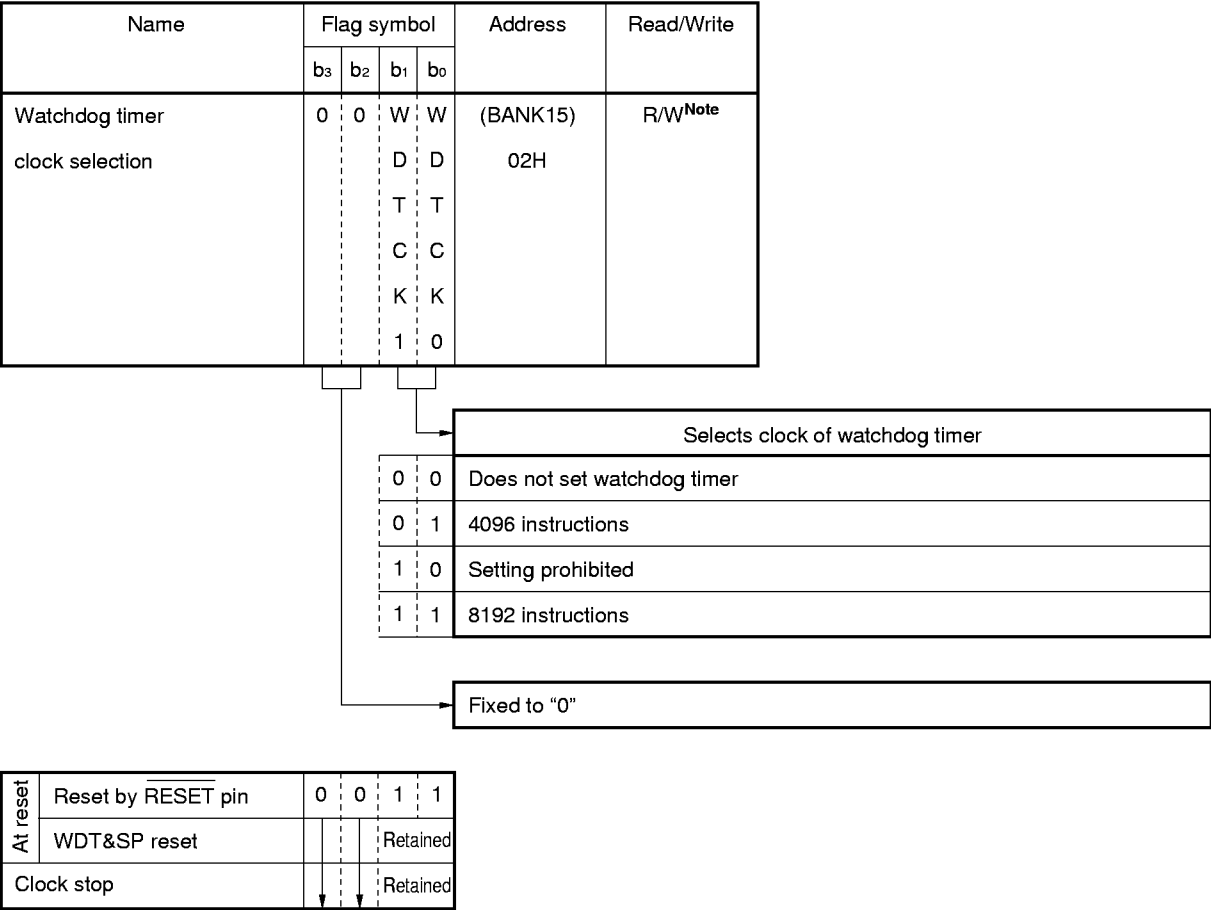 Name Flag symbol Address Read/Write
b3 b2 b1 b0
Watchdog timer 0 0 W W (BANK15) R/WNote
clock selection D D 02H
T T
C C
K K
1 0
Selects clock of watchdog timer
0 0 Does not set watchdog timer
0 1 4096 instructions
1 0 Setting prohibited
1 1 8192 instructions
Fixed to “0”
At reset
Reset by RESET pin 0 0 1 1
WDT&SP reset Retained
Clock stop Retained